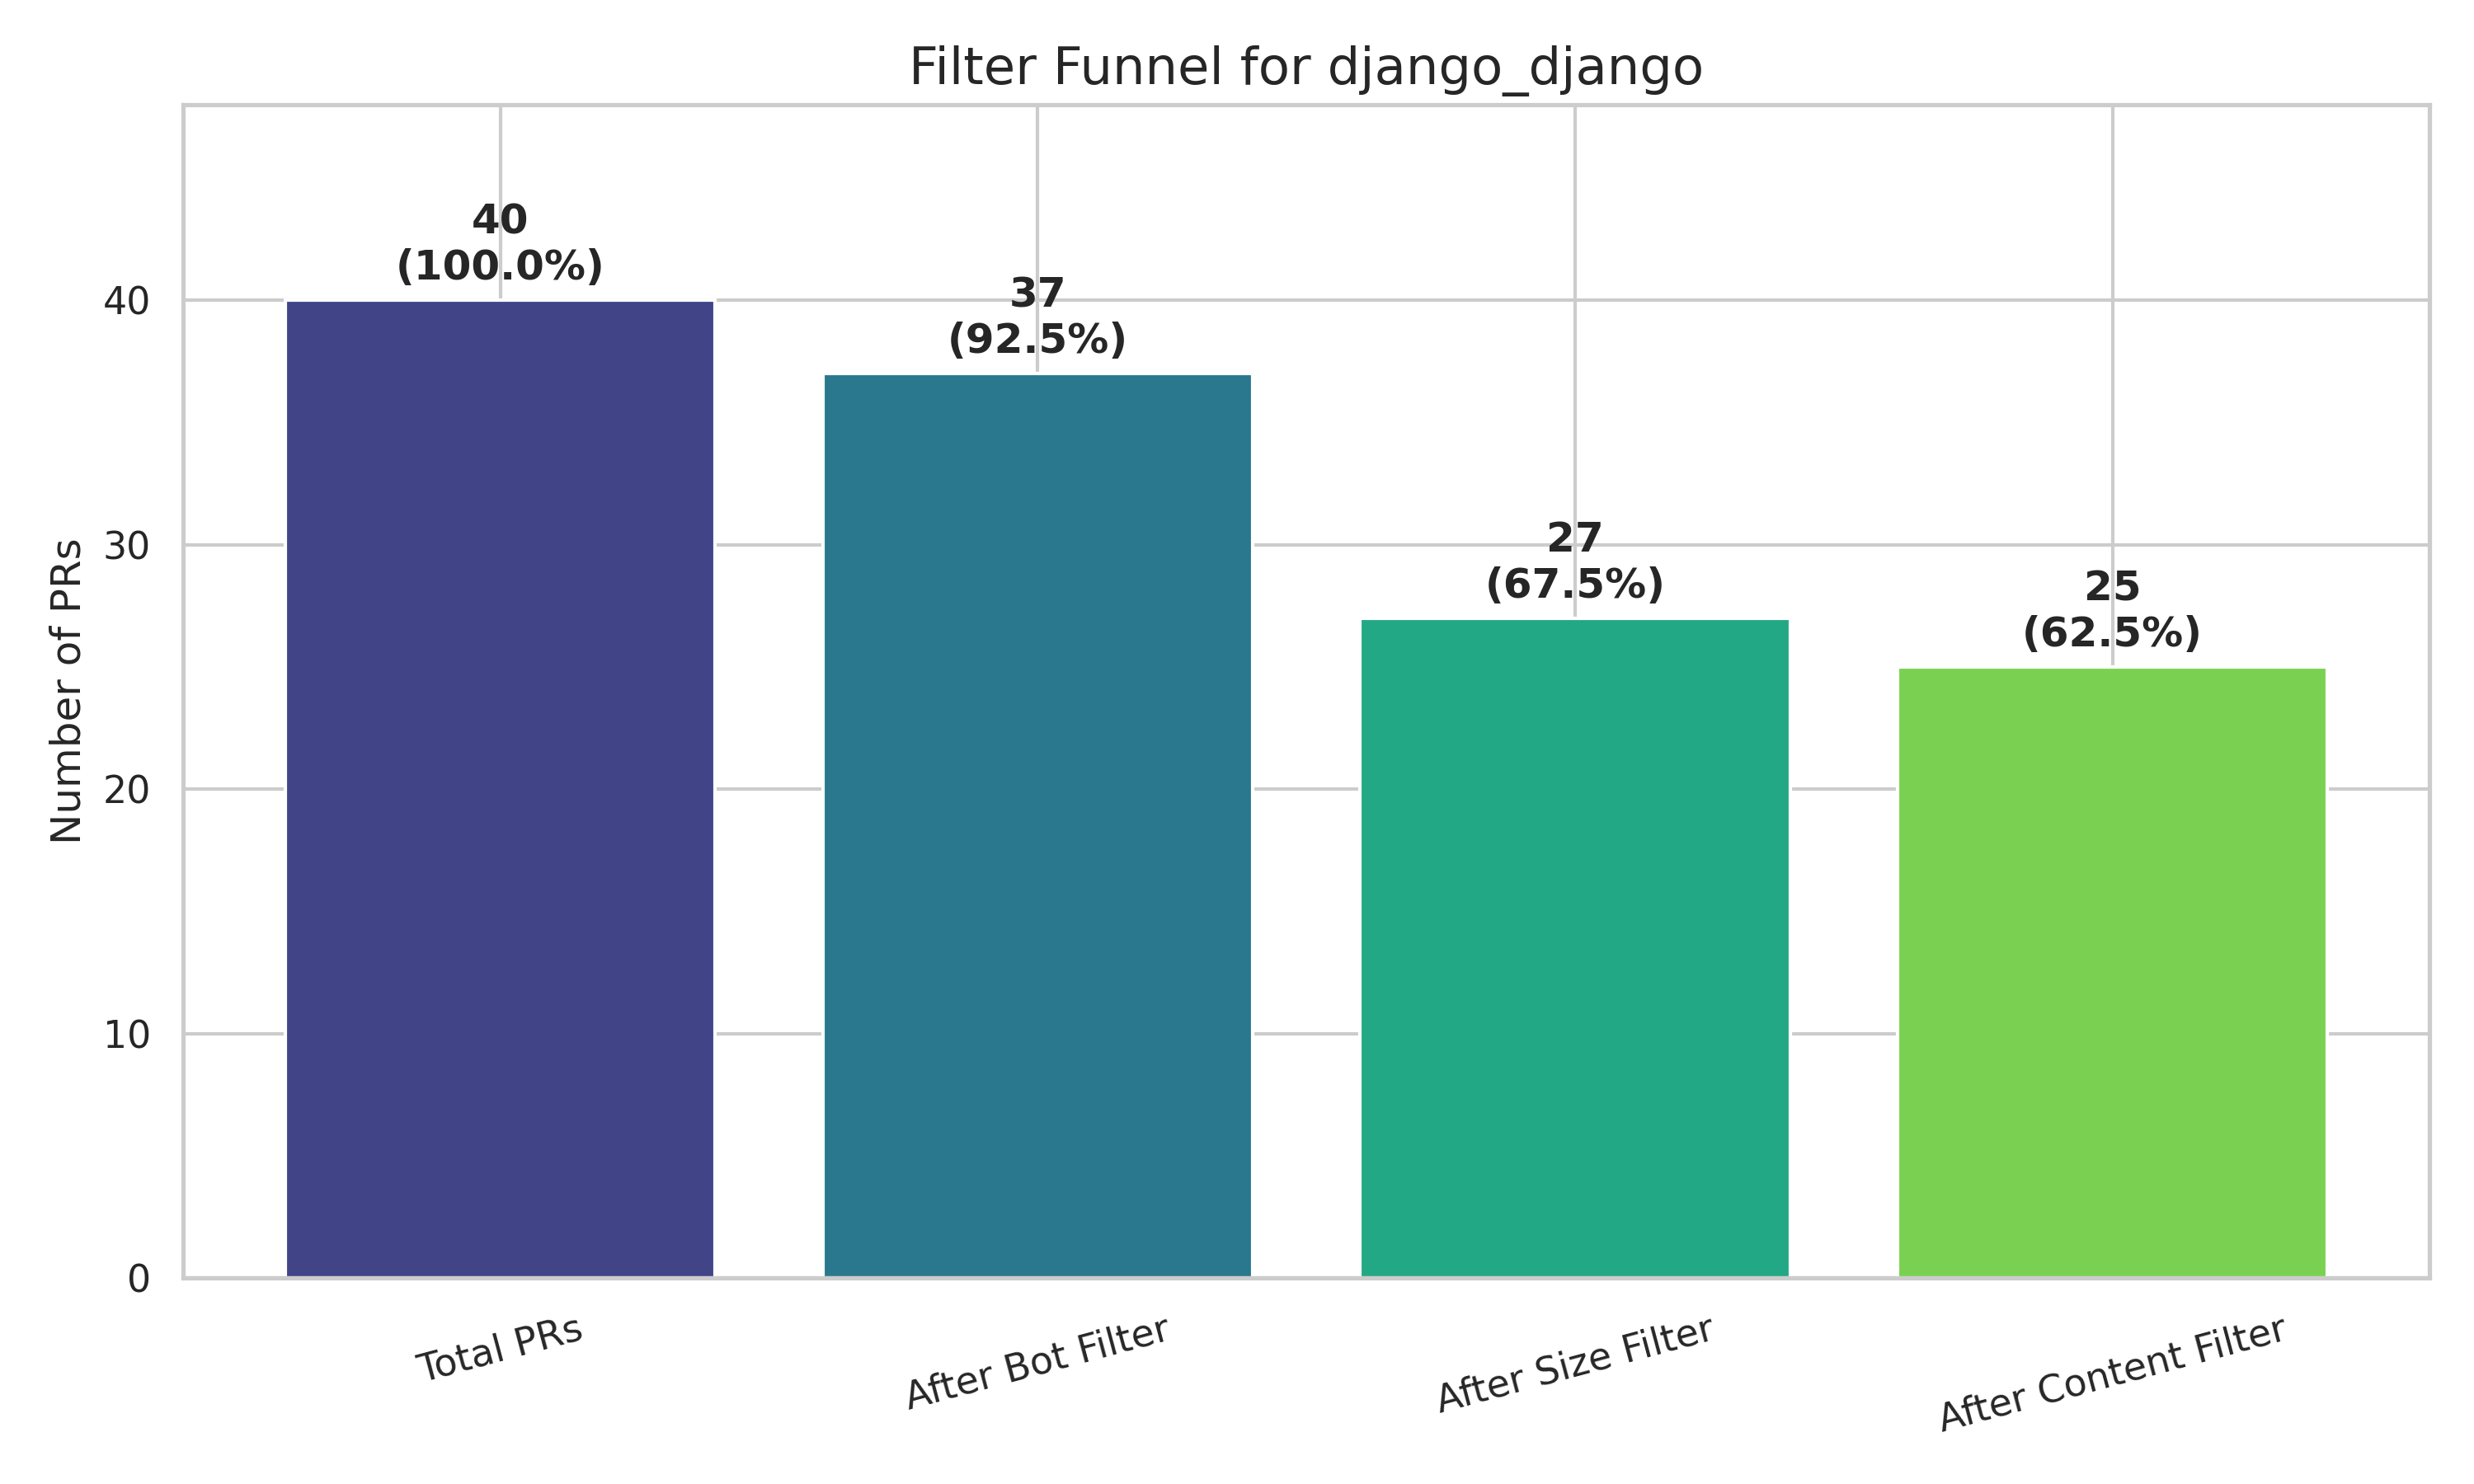 Filter Funnel for django_django
Number of PRs
40
30
20
10
0
40
(100.0%)
37
(92.5%)
27
(67.5%)
25
(62.5%)
Total PRs
After Bot Filter
After Size Filter
After Content Filter